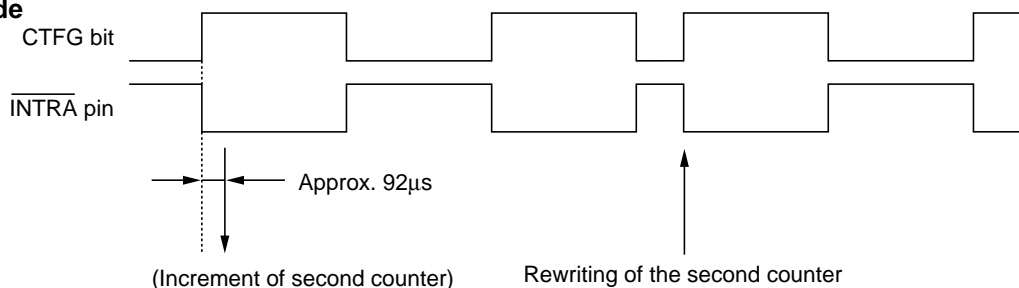 de
CTFG bit
INTRA pin
Approx. 92μs
(Increment of second counter)
Rewriting of the second counter